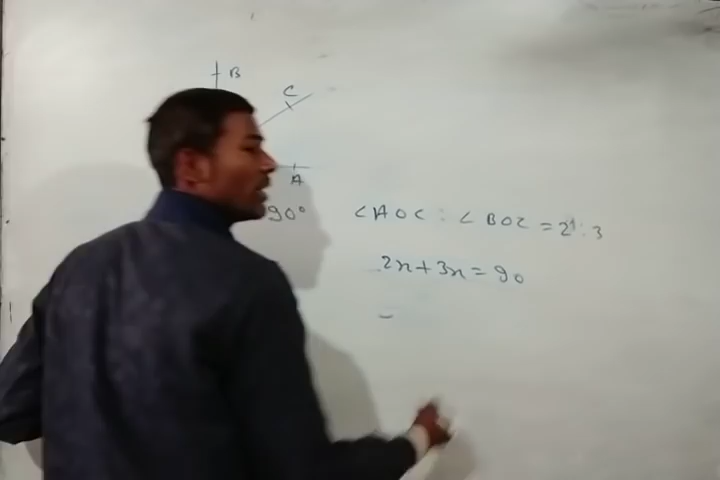 B
C
A
90° ∠AOC : ∠BOC = 2 : 3
2x + 3x = 90